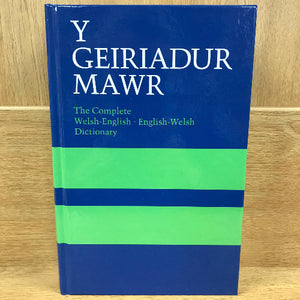 Y
GEIRIADUR
MAWR
The Complete
Welsh-English · English-Welsh
Dictionary